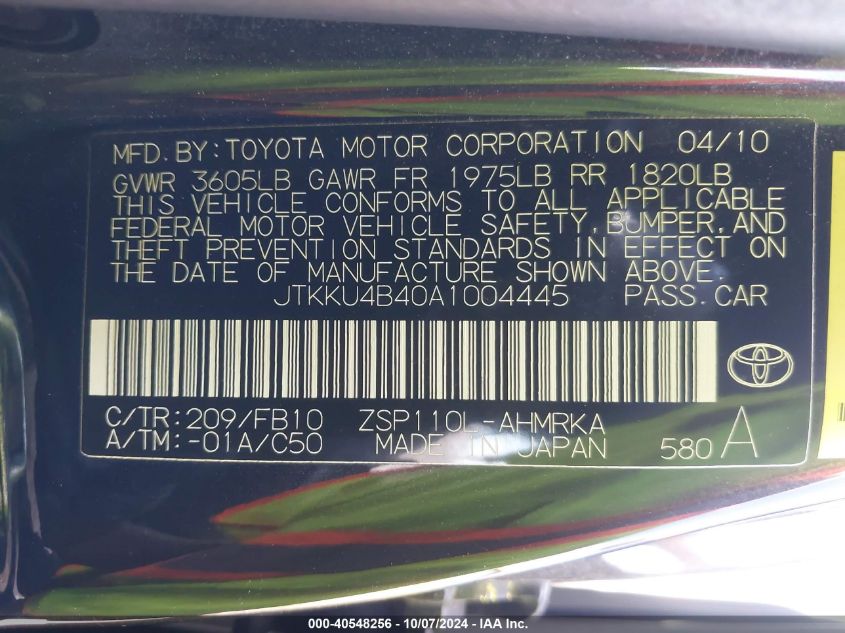 MFD. BY: TOYOTA MOTOR CORPORATION 04/10
GVWR 3605LB GAWR FR 1975LB RR 1820LB
THIS VEHICLE CONFORMS TO ALL APPLICABLE
FEDERAL MOTOR VEHICLE SAFETY, BUMPER, AND
THEFT PREVENTION STANDARDS IN EFFECT ON
THE DATE OF MANUFACTURE SHOWN ABOVE.
JTKKU4B40A1004445 PASS. CAR
C/TR: 209/FB10 ZSP110L-AHMRKA
A/TM: -01A/C50 MADE IN JAPAN 580 A
000-40548256 - 10/07/2024 - IAA Inc.